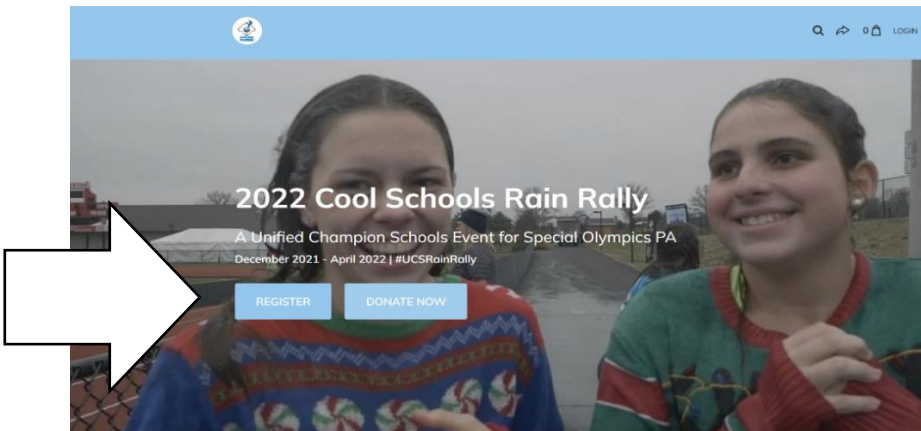 0 LOGIN
2022 Cool Schools Rain Rally
A Unified Champion Schools Event for Special Olympics PA
December 2021 - April 2022 | #UCSRainRally
REGISTER DONATE NOW